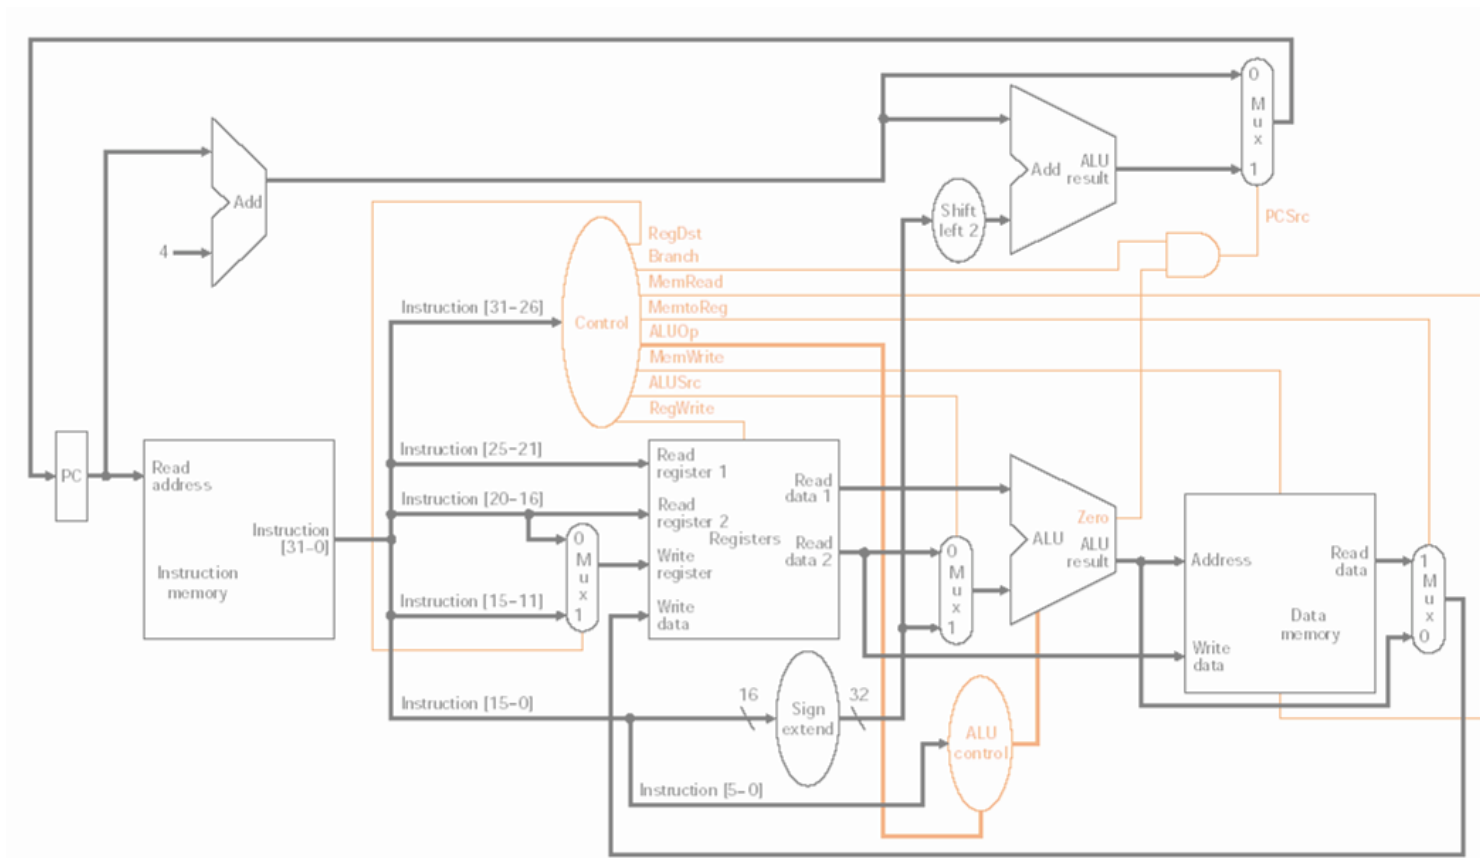 0
M
u
x
1
Add
ALU
result
Add
4
Shift
left 2
PCSrc
RegDst
Branch
MemRead
MemtoReg
ALUOp
MemWrite
ALUSrc
RegWrite
Control
Instruction [31–26]
Instruction [25–21]
Instruction [20–16]
Instruction [15–11]
Instruction [15–0]
Instruction [5–0]
PC
Read
address
Instruction
[31–0]
Instruction
memory
0
M
u
x
1
Read
register 1
Read
register 2
Write
register
Write
data
Registers
Read
data 1
Read
data 2
0
M
u
x
1
Zero
ALU
ALU
result
Address
Write
data
Read
data
Data
memory
1
M
u
x
0
16
Sign
extend
32
ALU
control